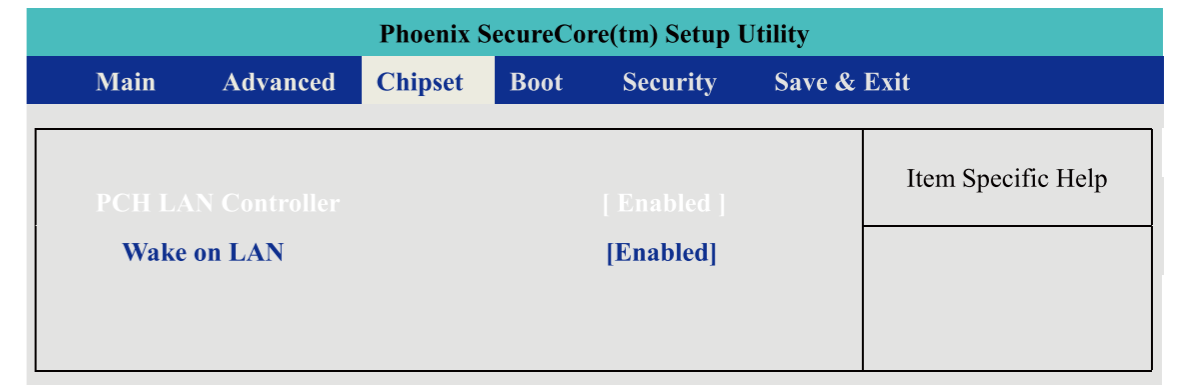 Phoenix SecureCore(tm) Setup Utility
Main Advanced Chipset Boot Security Save & Exit
PCH LAN Controller [ Enabled ]
Wake on LAN [Enabled]
Item Specific Help